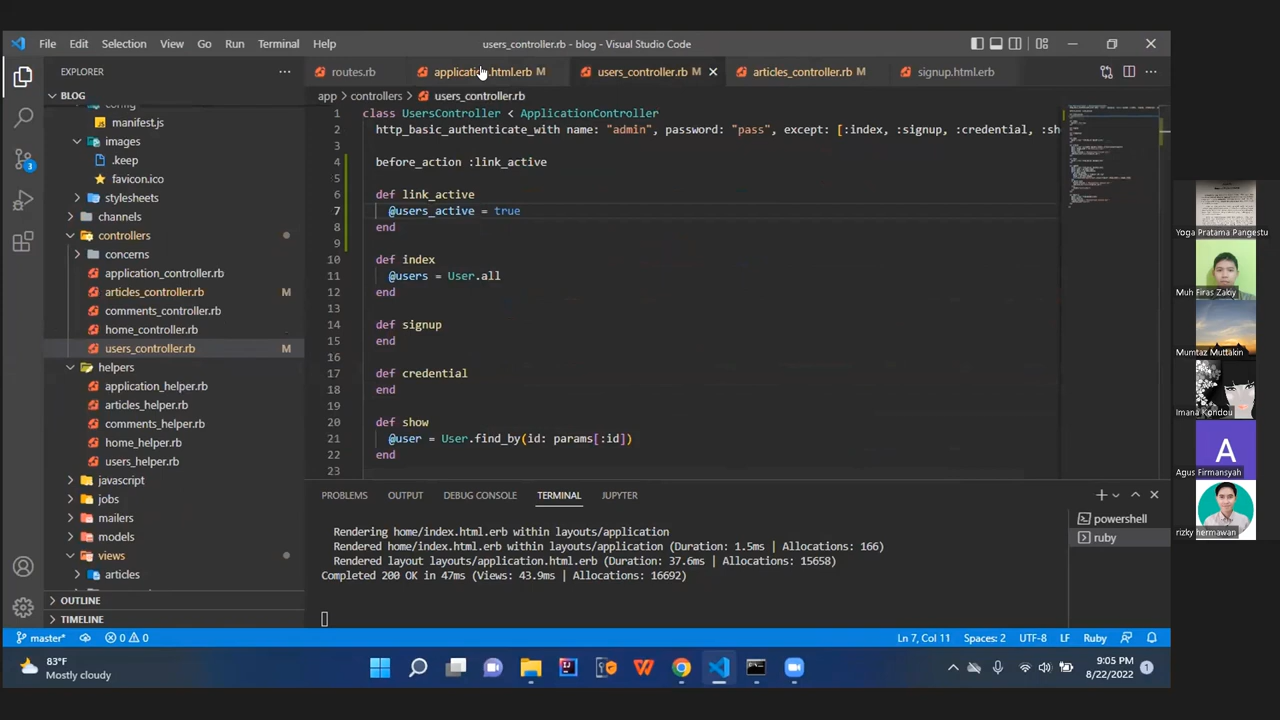 File Edit Selection View Go Run Terminal Help
users_controller.rb - blog - Visual Studio Code
EXPLORER
routes.rb
application.html.erb M
users_controller.rb M
articles_controller.rb M
signup.html.erb
BLOG
app > controllers > users_controller.rb
config
manifest.js
images
.keep
favicon.ico
stylesheets
channels
controllers
concerns
application_controller.rb
articles_controller.rb M
comments_controller.rb
home_controller.rb
users_controller.rb M
helpers
application_helper.rb
articles_helper.rb
comments_helper.rb
home_helper.rb
users_helper.rb
javascript
jobs
mailers
models
views
articles
OUTLINE
TIMELINE
1 class UsersController < ApplicationController
2 http_basic_authenticate_with name: "admin", password: "pass", except: [:index, :signup, :credential, :sh
3
4 before_action :link_active
5
6 def link_active
7 @users_active = true
8 end
9
10 def index
11 @users = User.all
12 end
13
14 def signup
15 end
16
17 def credential
18 end
19
20 def show
21 @user = User.find_by(id: params[:id])
22 end
23
PROBLEMS OUTPUT DEBUG CONSOLE TERMINAL JUPYTER
Rendering home/index.html.erb within layouts/application
Rendered home/index.html.erb within layouts/application (Duration: 1.5ms | Allocations: 166)
Rendered layout layouts/application.html.erb (Duration: 37.6ms | Allocations: 15658)
Completed 200 OK in 47ms (Views: 43.9ms | Allocations: 16692)
powershell
ruby
3
master* 0 0
Ln 7, Col 11 Spaces: 2 UTF-8 LF Ruby
83°F
Mostly cloudy
9:05 PM
8/22/2022
1
Yoga Pratama Pangestu
Muh Firas Zakiy
Mumtaz Muttakin
Imana Kondou
A
Agus Firmansyah
rizky hermawan